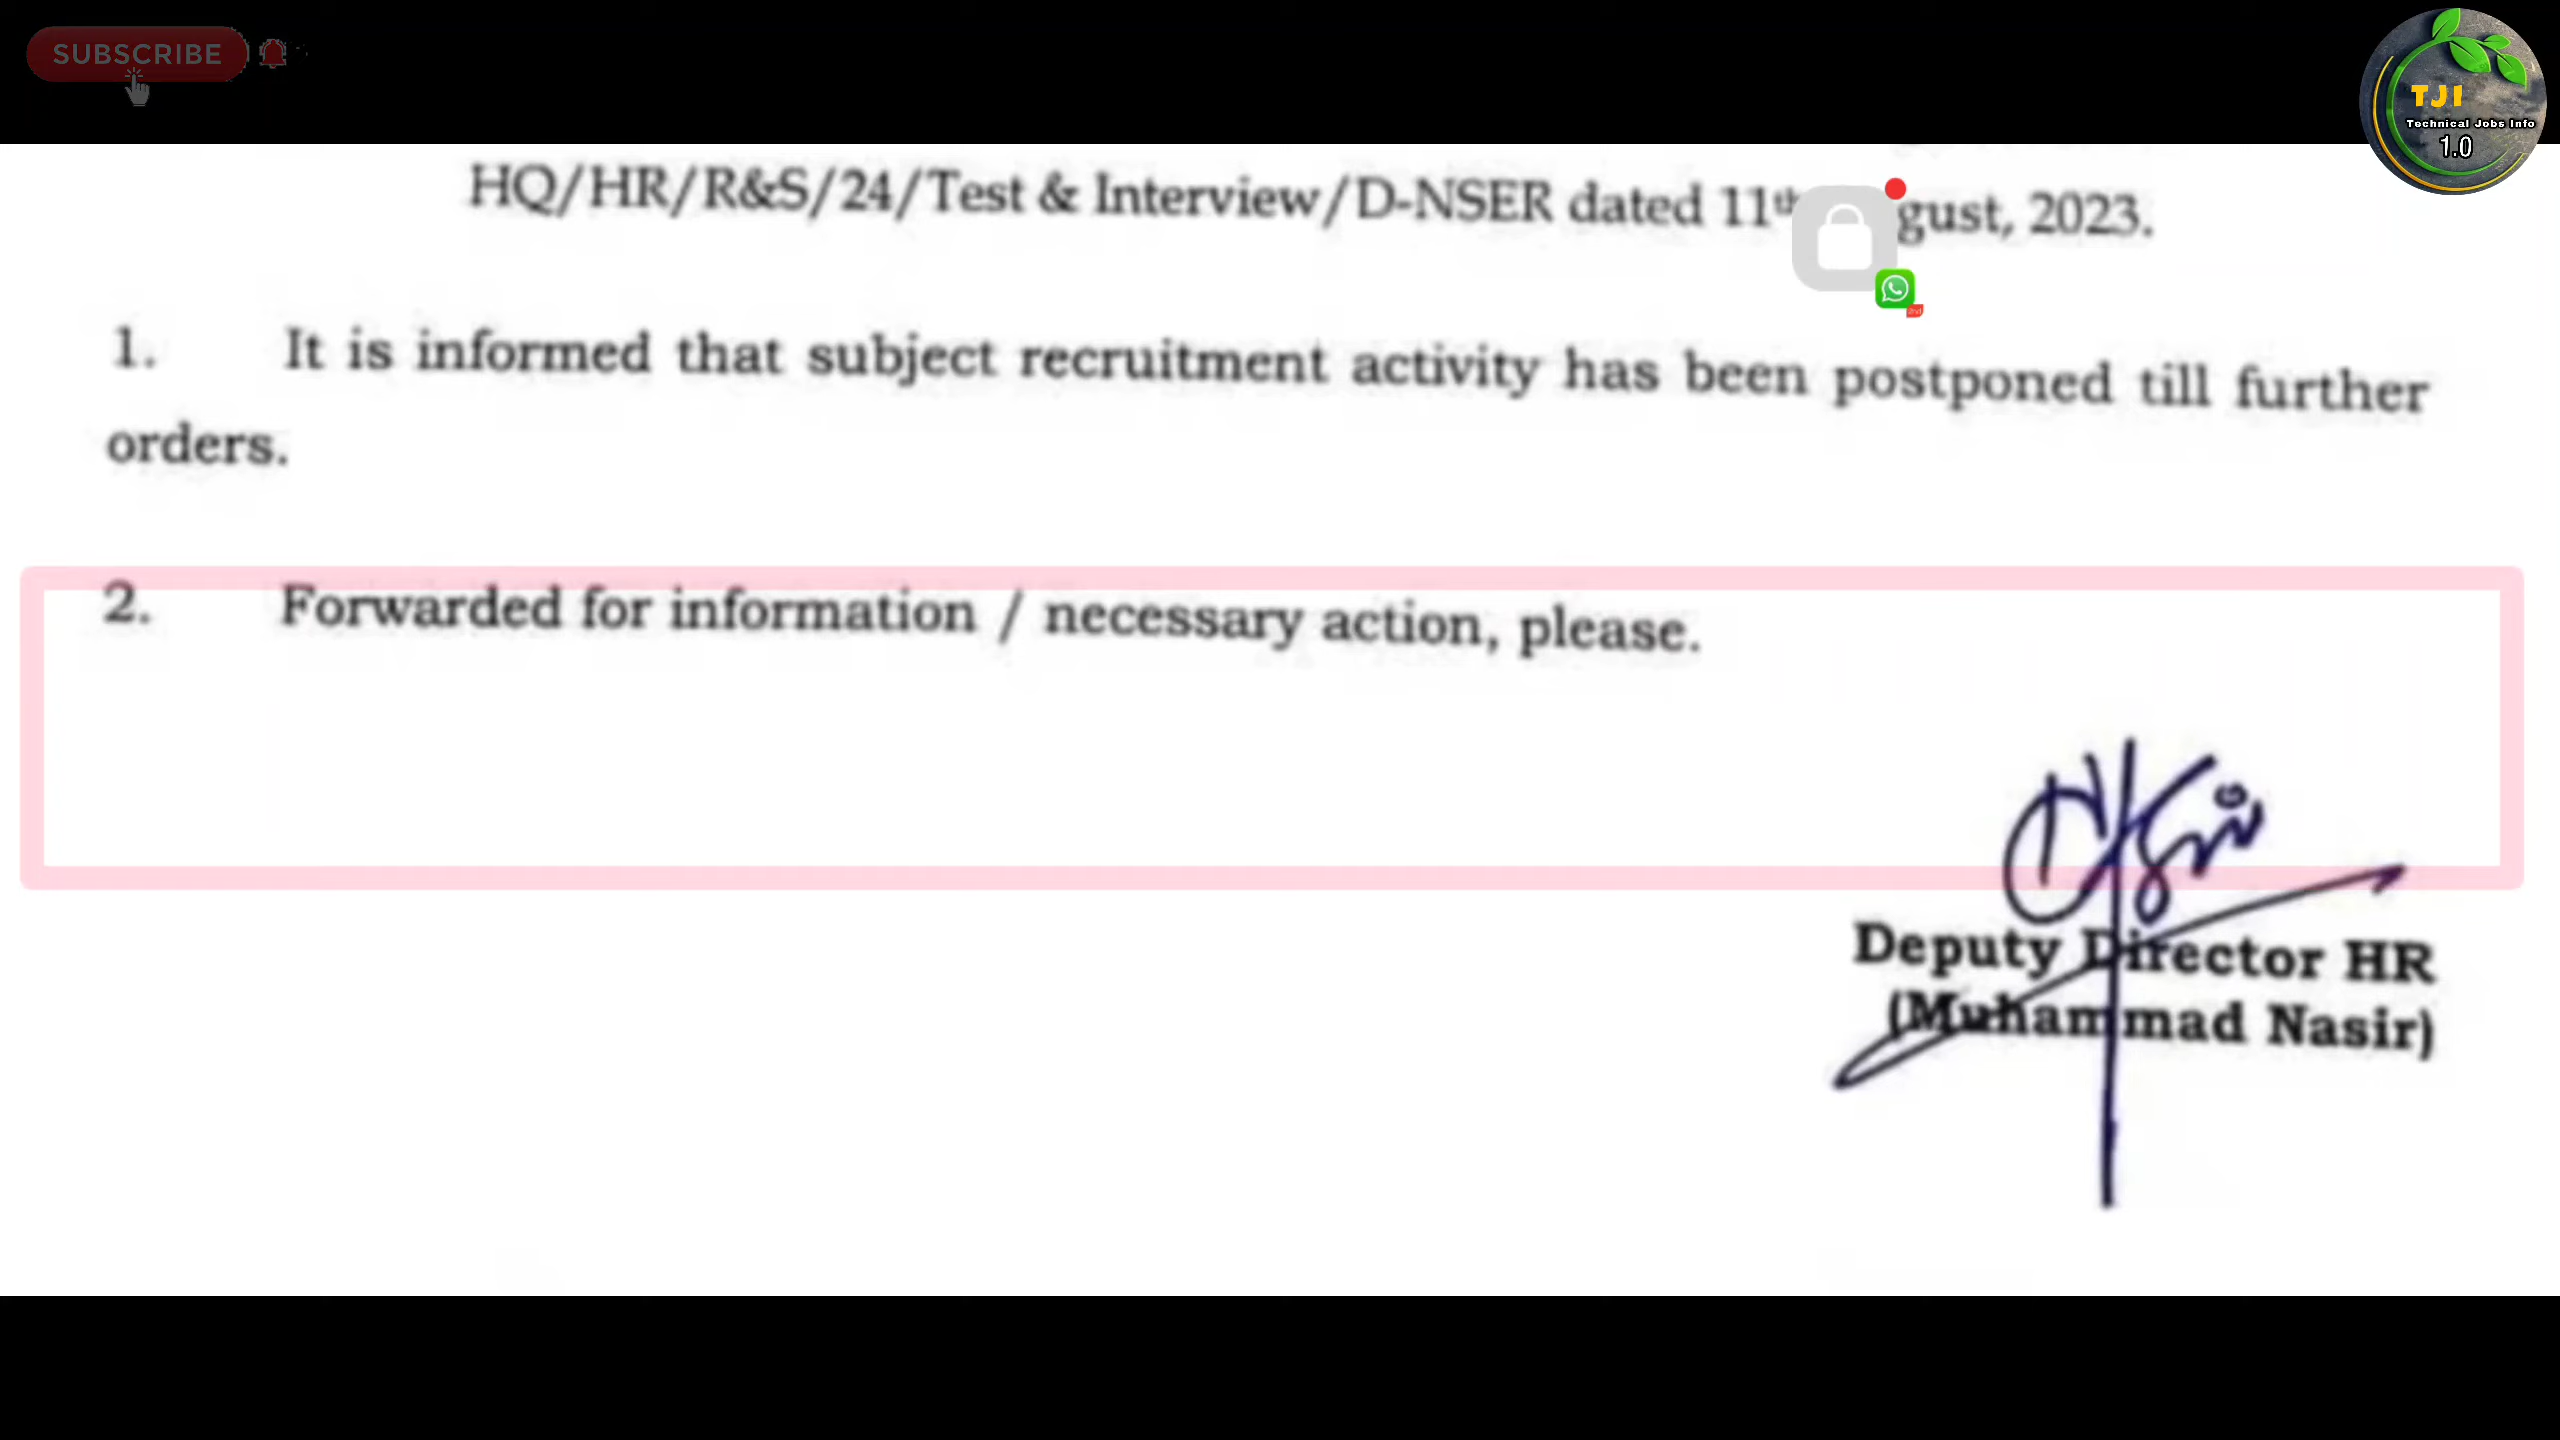 SUBSCRIBE
TJI
Technical Jobs Info
1.0
HQ/HR/R&S/24/Test & Interview/D-NSER dated 11th gust, 2023.
1. It is informed that subject recruitment activity has been postponed till further
orders.
2. Forwarded for information / necessary action, please.
Deputy Director HR
(Muhammad Nasir)